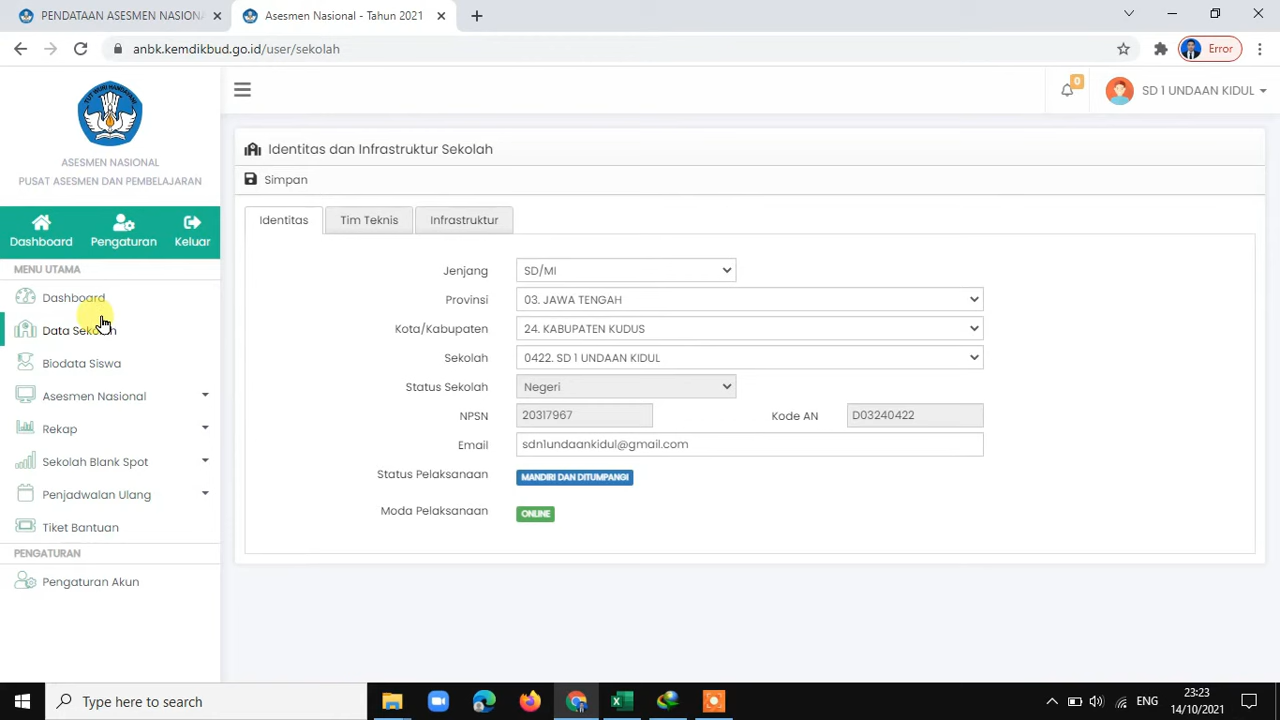 PENDATAAN ASESMEN NASIONA
Asesmen Nasional - Tahun 2021
anbk.kemdikbud.go.id/user/sekolah
Error
ASESMEN NASIONAL
PUSAT ASESMEN DAN PEMBELAJARAN
Dashboard
Pengaturan
Keluar
MENU UTAMA
Dashboard
Data Sekolah
Biodata Siswa
Asesmen Nasional
Rekap
Sekolah Blank Spot
Penjadwalan Ulang
Tiket Bantuan
PENGATURAN
Pengaturan Akun
0
SD 1 UNDAAN KIDUL
Identitas dan Infrastruktur Sekolah
Simpan
Identitas
Tim Teknis
Infrastruktur
Jenjang SD/MI
Provinsi 03. JAWA TENGAH
Kota/Kabupaten 24. KABUPATEN KUDUS
Sekolah 0422. SD 1 UNDAAN KIDUL
Status Sekolah Negeri
NPSN 20317967 Kode AN D03240422
Email sdn1undaankidul@gmail.com
Status Pelaksanaan MANDIRI DAN DITUMPANGI
Moda Pelaksanaan ONLINE
Type here to search
ENG
23:23
14/10/2021